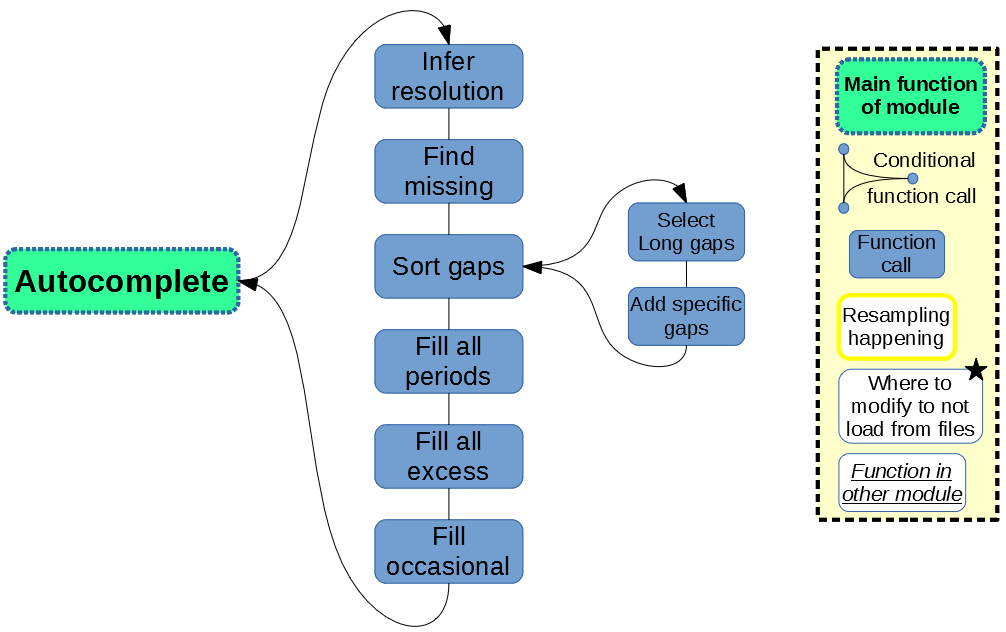 Autocomplete
Infer
resolution
Find
missing
Sort gaps
Fill all
periods
Fill all
excess
Fill
occasional
Select
Long gaps
Add specific
gaps
Main function
of module
Conditional
function call
Function
call
Resampling
happening
Where to
modify to not
load from files
Function in
other module